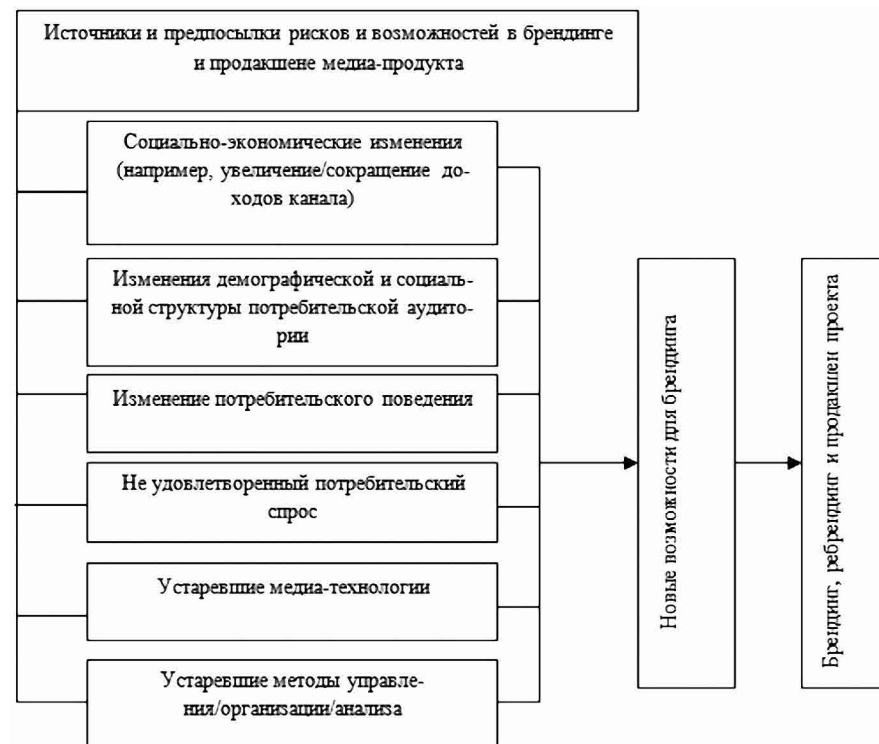 Источники и предпосылки рисков и возможностей в брендинге
и продакшене медиа-продукта
Социально-экономические изменения
(например, увеличение/сокращение до-
ходов канала)
Изменения демографической и социаль-
ной структуры потребительской аудито-
рии
Изменение потребительского поведения
Не удовлетворенный потребительский
спрос
Устаревшие медиа-технологии
Устаревшие методы управле-
ния/организации/анализа
Новые возможности для брендинга
Брендинг, ребрендинг и продакшен проекта